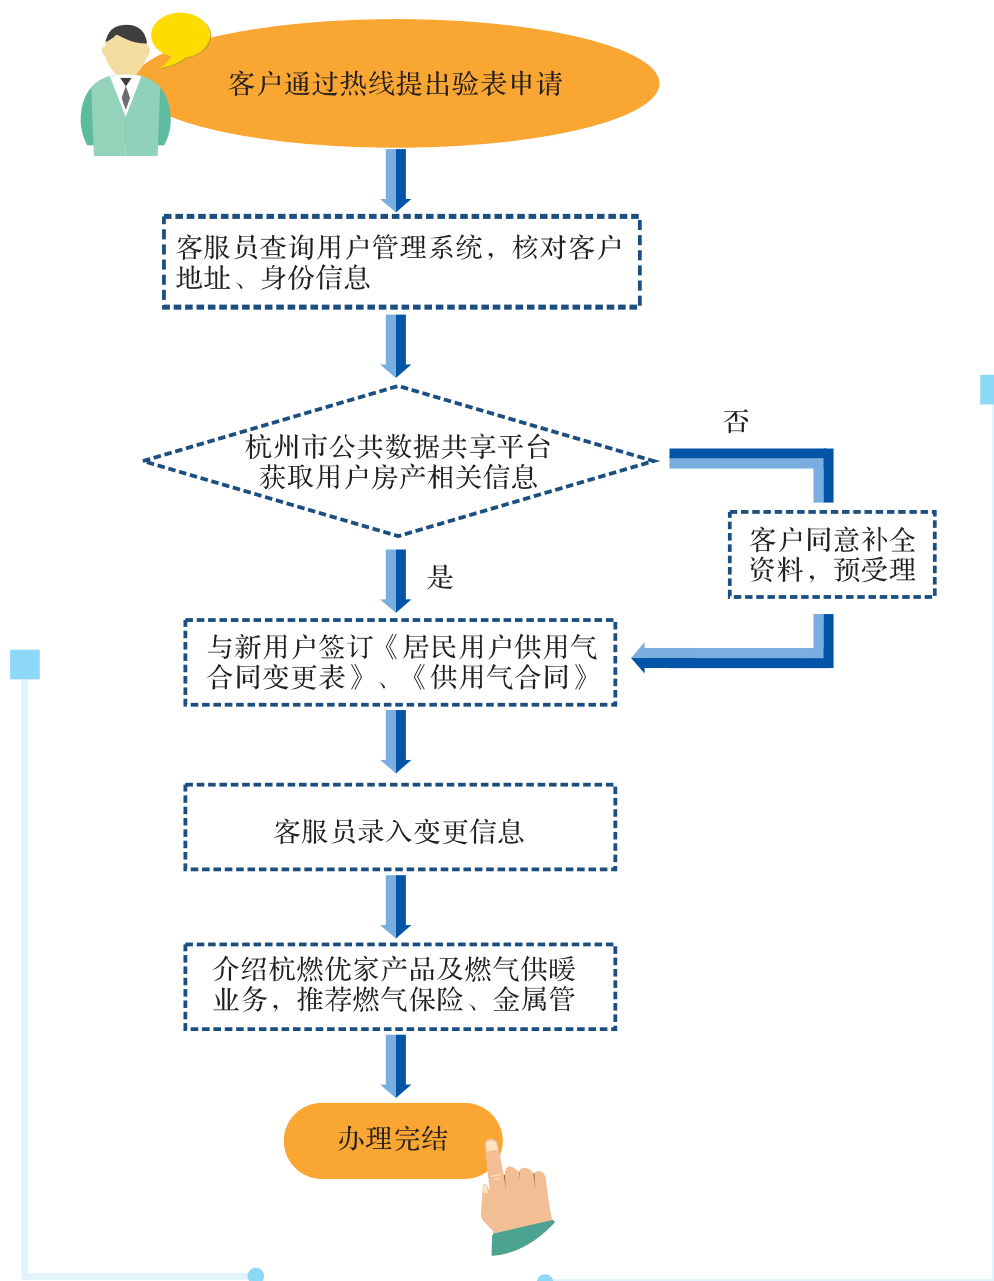 客户通过热线提出验表申请
客服员查询用户管理系统，核对客户
地址、身份信息
杭州市公共数据共享平台
获取用户房产相关信息
否
客户同意补全
资料，预受理
是
与新用户签订《居民用户供用气
合同变更表》、《供用气合同》
客服员录入变更信息
介绍杭燃优家产品及燃气供暖
业务，推荐燃气保险、金属管
办理完结